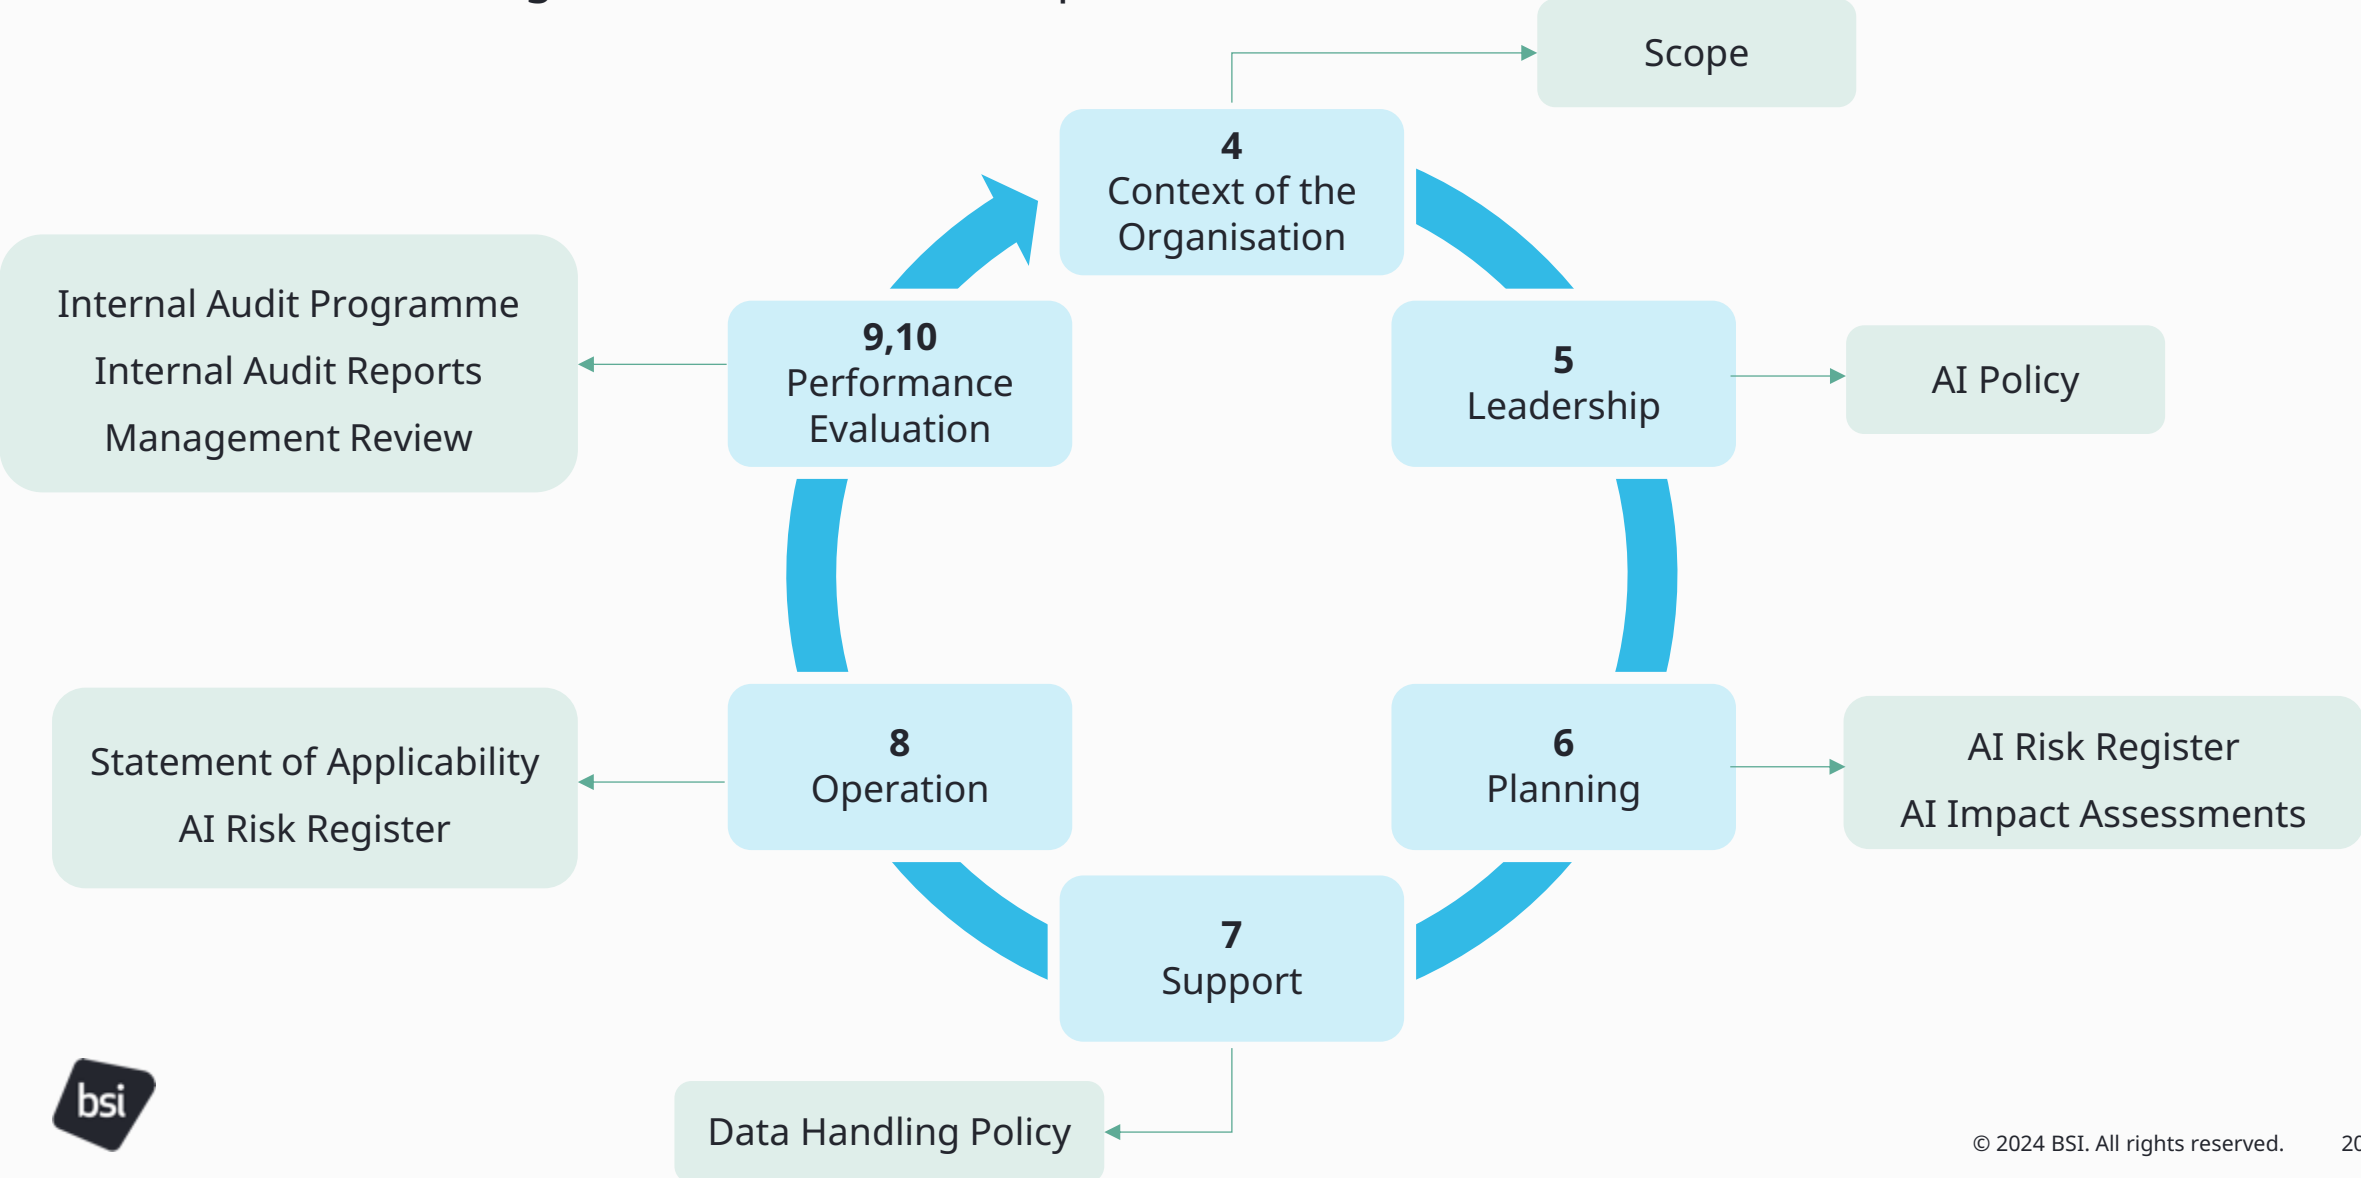 Scope
4
Context of the
Organisation
Internal Audit Programme
Internal Audit Reports
Management Review
9,10
Performance
Evaluation
5
Leadership
AI Policy
Statement of Applicability
AI Risk Register
8
Operation
6
Planning
AI Risk Register
AI Impact Assessments
7
Support
Data Handling Policy
bsi
© 2024 BSI. All rights reserved.